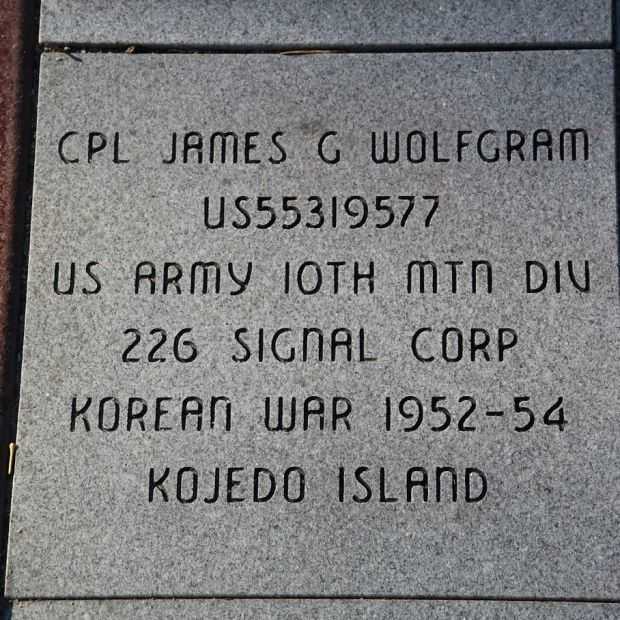 CPL JAMES G WOLFGRAM
US55319577
US ARMY 10TH MTN DIV
226 SIGNAL CORP
KOREAN WAR 1952-54
KOJEDO ISLAND